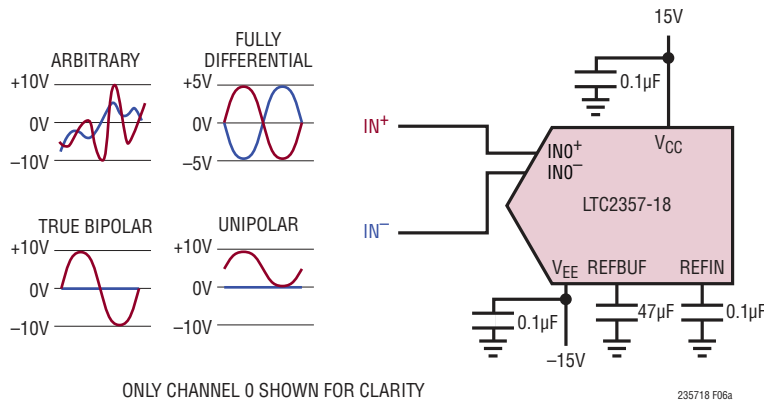 ARBITRARY
+10V
0V
–10V
FULLY
DIFFERENTIAL
+5V
0V
–5V
TRUE BIPOLAR
+10V
0V
–10V
UNIPOLAR
+10V
0V
–10V
15V
0.1µF
IN+
IN–
IN0+
IN0–
VCC
LTC2357-18
VEE
REFBUF
REFIN
0.1µF
47µF
0.1µF
–15V
ONLY CHANNEL 0 SHOWN FOR CLARITY
235718 F06a